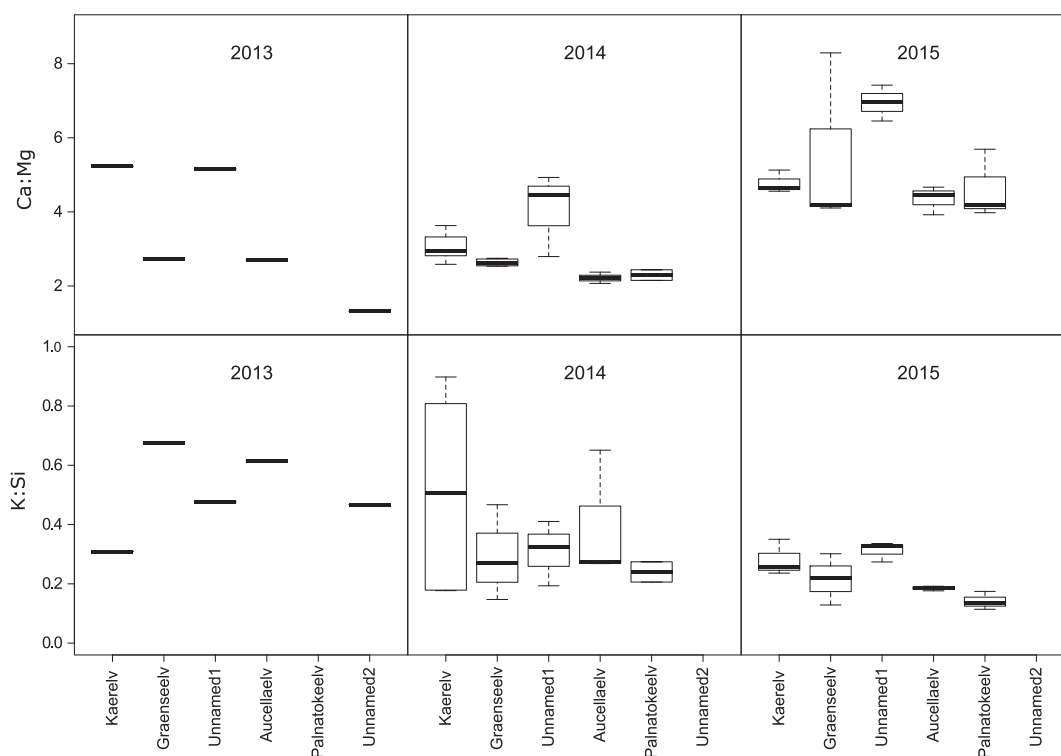 2013
2014
2015
Ca:Mg
8
6
4
2
2013
2014
2015
K:Si
1.0
0.8
0.6
0.4
0.2
0.0
Kaerelv
Graenseelv
Unnamed1
Aucellaelv
Palnatokeelv
Unnamed2
Kaerelv
Graenseelv
Unnamed1
Aucellaelv
Palnatokeelv
Unnamed2
Kaerelv
Graenseelv
Unnamed1
Aucellaelv
Palnatokeelv
Unnamed2